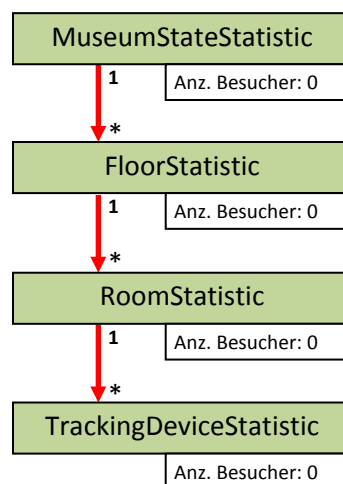 MuseumStateStatistic
1
Anz. Besucher: 0
*
FloorStatistic
1
Anz. Besucher: 0
*
RoomStatistic
1
Anz. Besucher: 0
*
TrackingDeviceStatistic
Anz. Besucher: 0